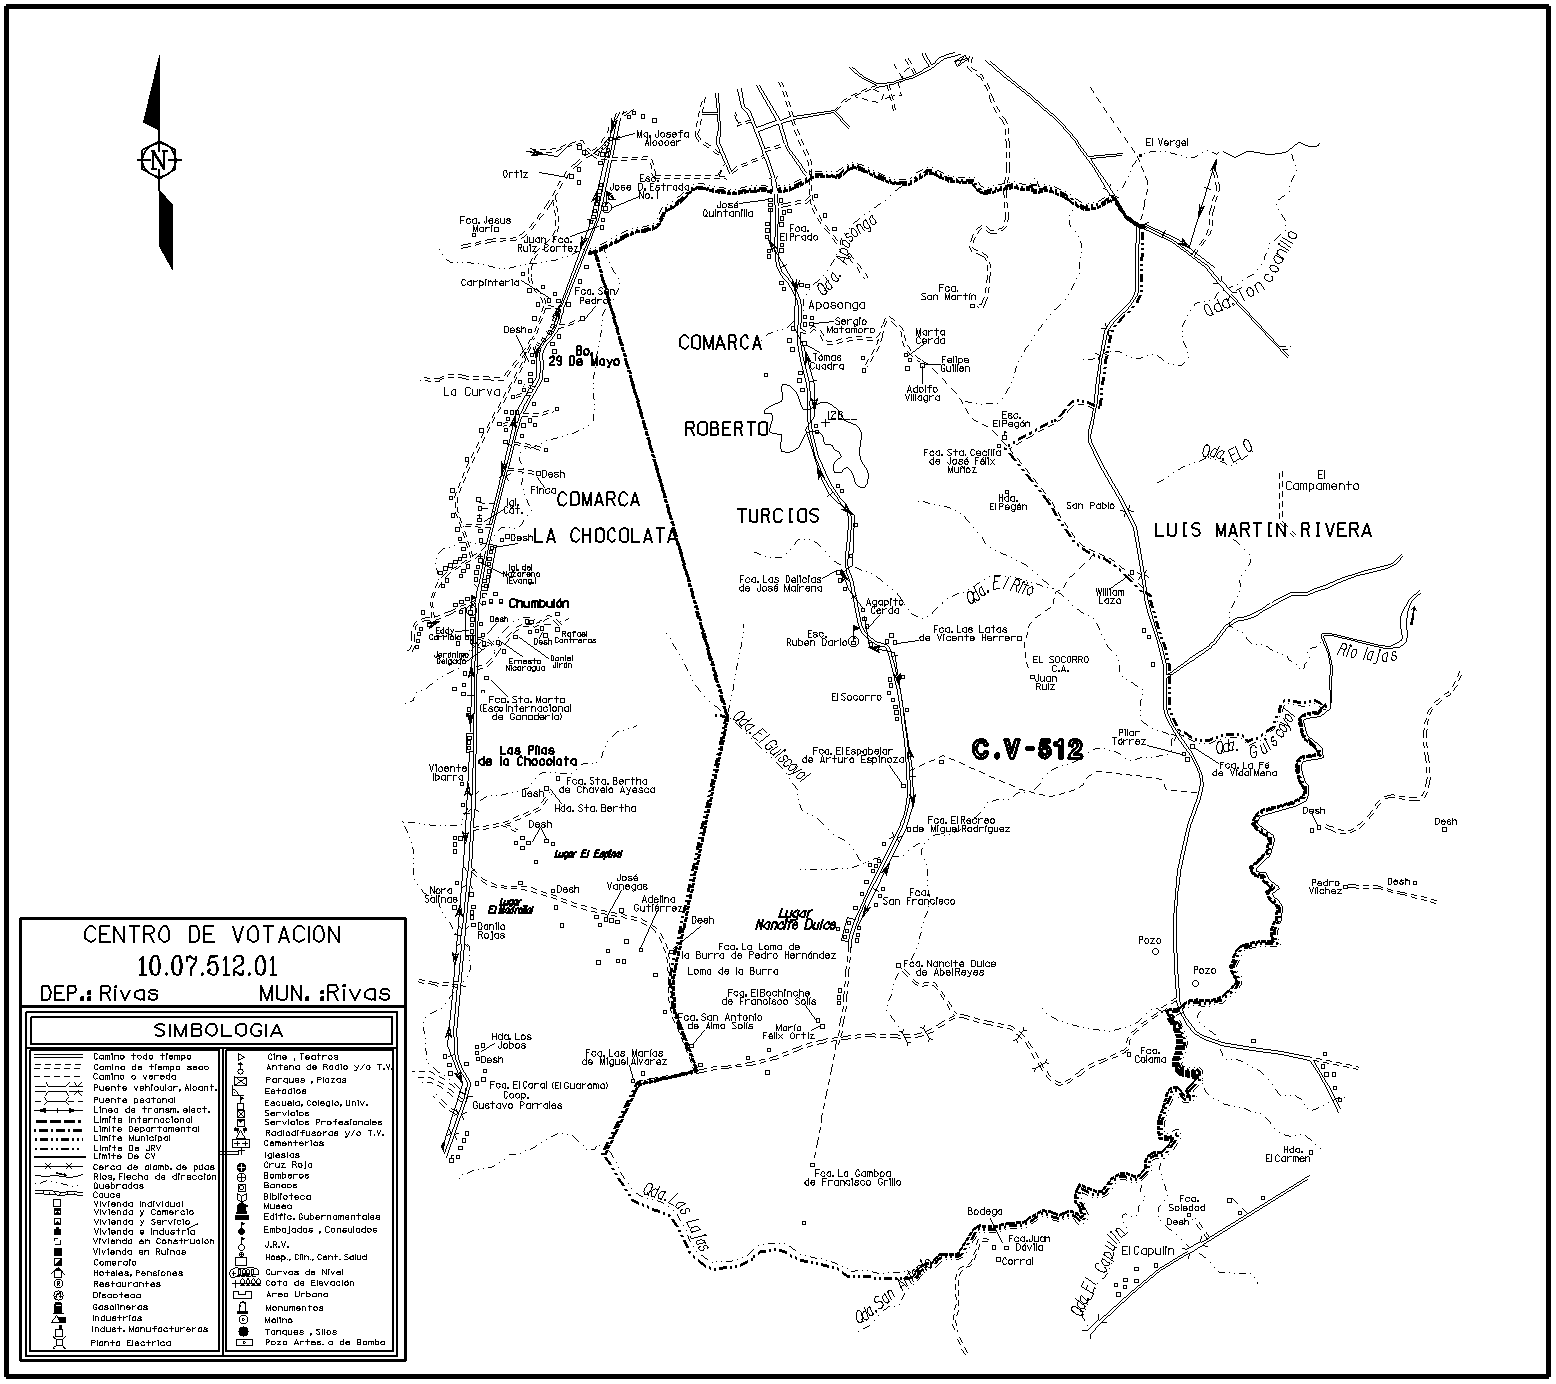 N
Ma. Josefa
Alcocer
Ortiz
Esc.
Jose D. Estrada
No.1
El Vergel
Fca. Jesus
Maria
Juan Fca.
Ruiz Cortez
José
Quintanilla
Fca.
El Prado
Qda. Aposonga
Carpinteria
Fca. San
Pedro
Fca.
San Martín
Qda. Toncoanilla
Aposonga
Sergio
Matamoro
Marta
Cerda
Desh
Bo.
29 De Mayo
COMARCA
Tomas
Cuadra
Felipe
Guillen
Adolfo
Villagra
La Curva
ROBERTO
126
Esc.
El Pegón
Fca. Sta. Cecilia
de José Félix
Muñoz
Qda. EL O
Desh
Finca
COMARCA
Igl.
Cat.
Hda.
El Pegón
San Pablo
El
Campamento
TURCIOS
Desh
LA CHOCOLATA
LUIS MARTIN RIVERA
Igl. del
Nazareno
(Evang.)
Fca. Las Delicias
de José Mairena
Qda. El Rito
William
Laza
Chumbulún
Agapito
Cerda
Desh
Eddy
Carriola
Rafael
Contreras
Desh
Esc.
Ruben Dario
Fca. Las Latas
de Vicente Herrera
Rio lajas
Jeronimo
Delgado
Ernesto
Nicaragua
Daniel
Jirón
EL SOCORRO
C.A.
Juan
Ruiz
Fca. Sta. Marta
(Esc. Internacional
de Ganaderia)
El Socorro
Qda. El Guiscoyol
Qda. Guiscoyol
Las Pilas
de la Chocolata
C.V-512
Pilar
Torrez
Vicente
Ibarra
Fca. El Espabelar
de Arturo Espinoza
Fca. La Fé
de Vidal Mena
Fca. Sta. Bertha
de Chavela Ayesca
Desh
Hda. Sta. Bertha
Desh
Lugar El Espinal
Fca. El Recreo
de Miguel Rodríguez
Desh
Desh
Nora
Salinas
Desh
José
Vanegas
Adelina
Gutiérrez
Fca.
San Francisco
Pedro
Vilchez
Desh
Lugar
El Madroñal
Danilo
Rojas
Desh
Lugar
Nancite Dulce
Fca. La Loma de
la Burra de Pedro Hernández
Loma de la Burra
Pozo
Pozo
Fca. Nancite Dulce
de Abel Reyes
Fca. El Bochinche
de Francisco Solis
Fca. San Antonio
de Alma Solís
María
Félix Ortiz
Hda. Los
Jobos
Desh
Fca. Las Marías
de Miguel Alvarez
Fca.
Calama
Fca. El Coral (El Guarama)
Coop.
Gustavo Parrales
Fca. La Gamboa
de Francisco Grillo
Hda.
El Carmen
Qda. Las Lajas
Bodega
Fca. Juan
Dávila
Corral
Fca.
Soledad
Desh
El Capulín
Qda. El Capulín
Qda. San Antonio
CENTRO DE VOTACION
10.07.512.01
DEP.: Rivas MUN. : Rivas
SIMBOLOGIA
Camino todo tiempo
Camino de tiempo seco
Camino o vereda
Puente vehicular, Alcant.
Puente peatonal
Linea de transm. elect.
Limite Internacional
Limite Departamental
Limite Municipal
Limite De JRV
Limite De CV
Cerca de alamb. de púas
Rios, Flecha de dirección
Quebradas
Cauce
Vivienda Individual
Vivienda y Comercio
Vivienda y Servicio
Vivienda e Industria
Vivienda en Construcion
Vivienda en Ruinas
Comercio
Hoteles, Pensiones
Restaurantes
Discoteca
Gasolineras
Industrias
Indust. Manufactureras
Planta Electrica
Cine , Teatros
Antena de Radio y/o T.V.
Parques , Plazas
Estadios
Escuela, Colegio, Univ.
Servicios
Servicios Profesionales
Radiodifusoras y/o T.V.
Cementerios
Iglesias
Cruz Roja
Bomberos
Bancos
Biblioteca
Museo
Edific. Gubernamentales
Embajadas , Consulados
J.R.V.
Hosp., Clin., Cent. Salud
Curvas de Nivel
Cota de Elevación
Area Urbana
Monumentos
Molino
Tanques , Silos
Pozo Artes. o de Bomba